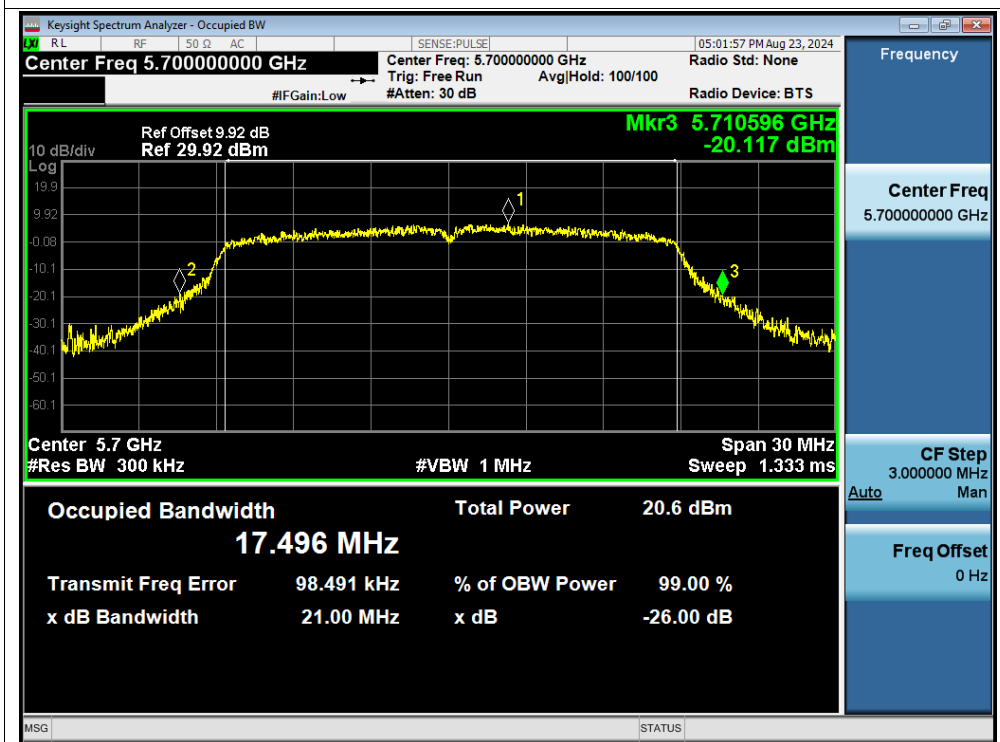 Keysight Spectrum Analyzer - Occupied BW
LXI RL RF 50 Ω AC SENSE:PULSE 05:01:57 PM Aug 23, 2024
Center Freq 5.700000000 GHz Center Freq: 5.700000000 GHz Radio Std: None
Trig: Free Run Avg|Hold: 100/100
#IFGain:Low #Atten: 30 dB Radio Device: BTS
Mkr3 5.710596 GHz
-20.117 dBm
Ref Offset 9.92 dB
10 dB/div Ref 29.92 dBm
Log
19.9
9.92
-0.08
-10.1
-20.1
-30.1
-40.1
-50.1
-60.1
1
2
3
Center 5.7 GHz Span 30 MHz
#Res BW 300 kHz #VBW 1 MHz Sweep 1.333 ms
Occupied Bandwidth Total Power 20.6 dBm
17.496 MHz
Transmit Freq Error 98.491 kHz % of OBW Power 99.00 %
x dB Bandwidth 21.00 MHz x dB -26.00 dB
MSG STATUS
Frequency
Center Freq
5.700000000 GHz
CF Step
3.000000 MHz
Auto Man
Freq Offset
0 Hz